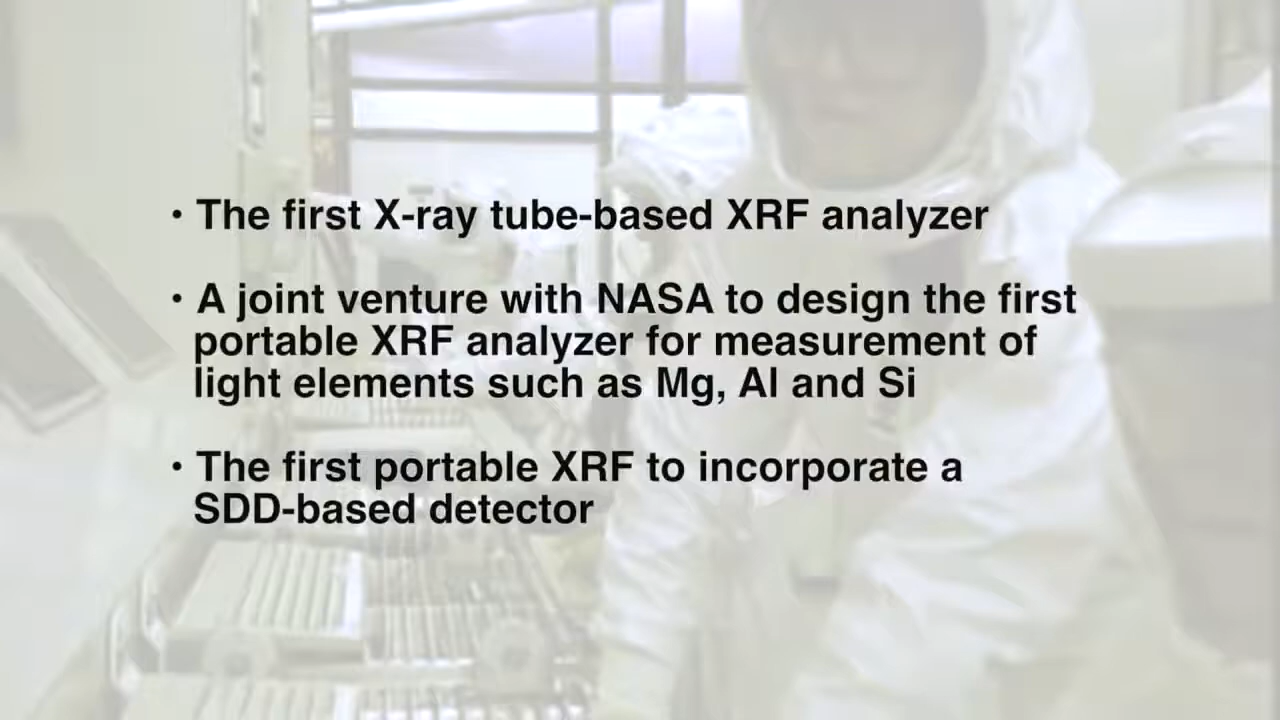 • The first X-ray tube-based XRF analyzer
• A joint venture with NASA to design the first
portable XRF analyzer for measurement of
light elements such as Mg, Al and Si
• The first portable XRF to incorporate a
SDD-based detector